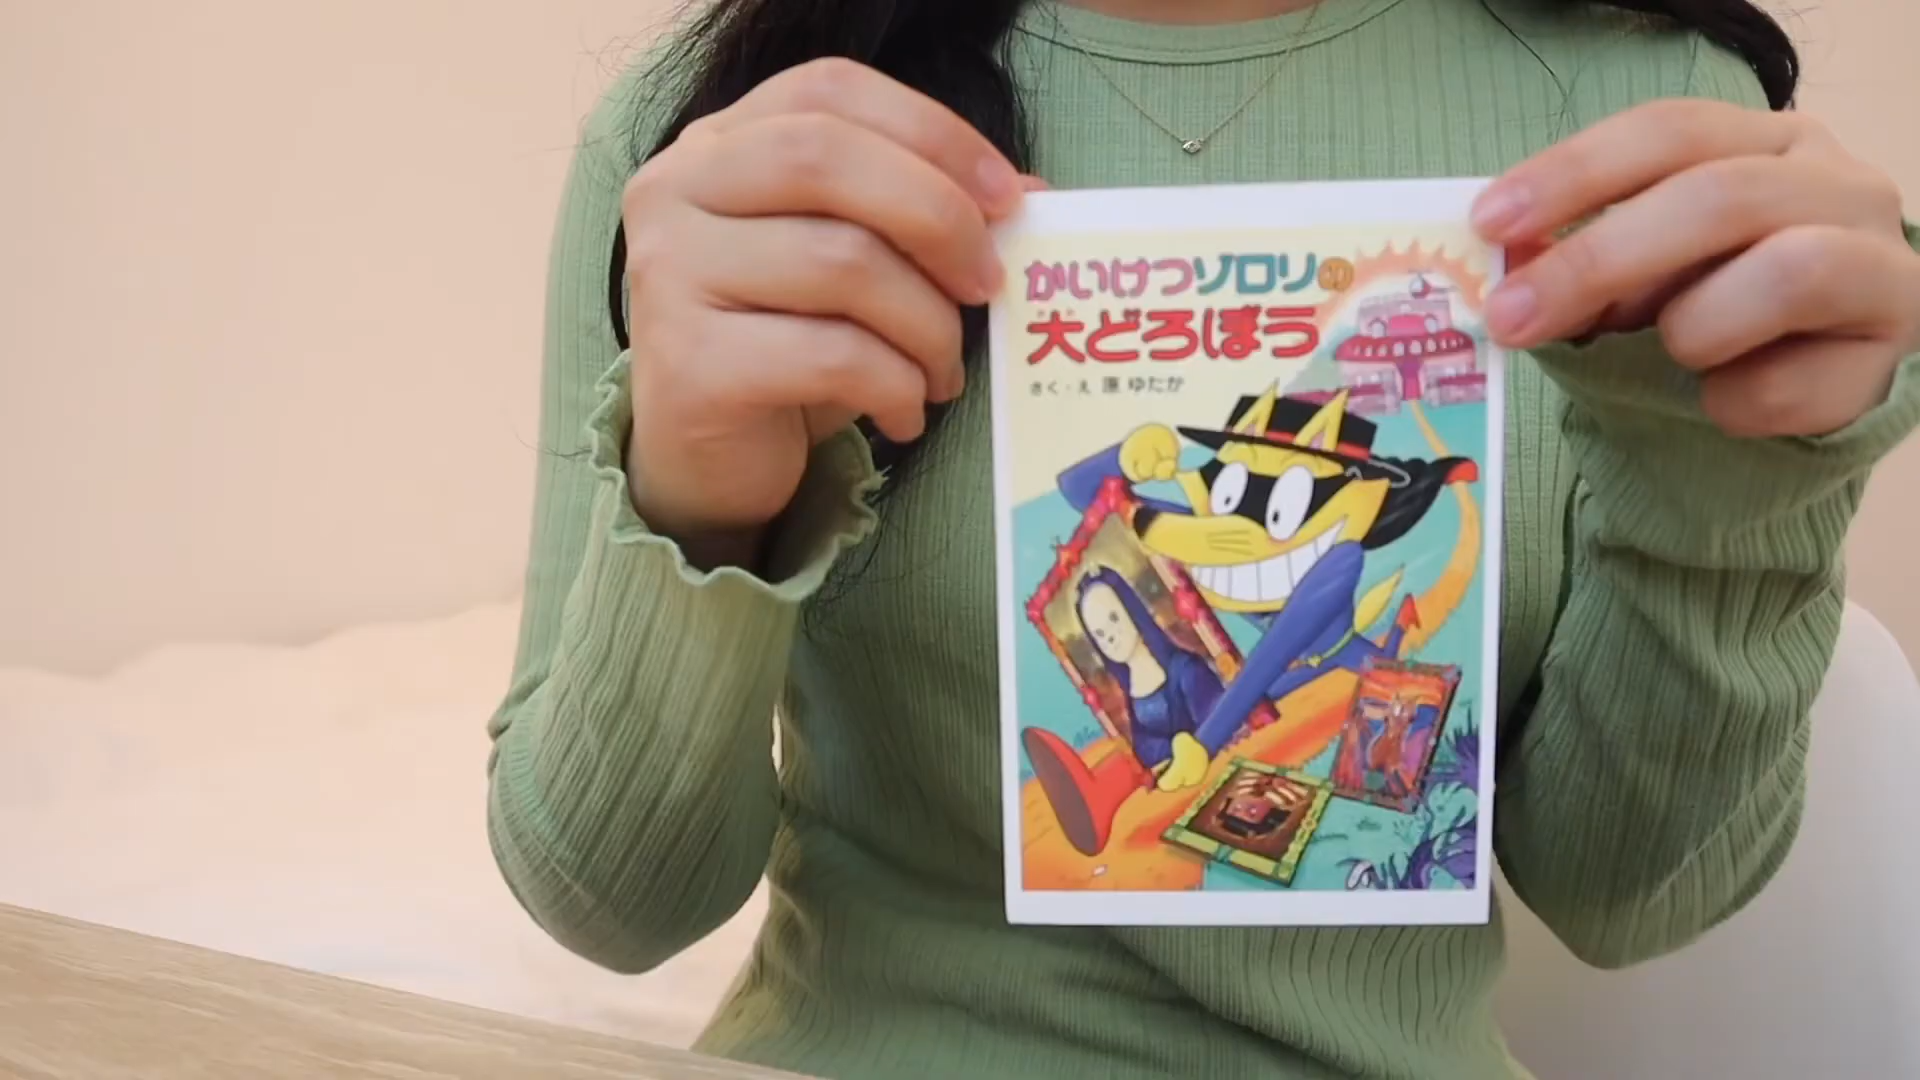 かいけつゾロリの
大どろぼう
さく・え 原 ゆたか